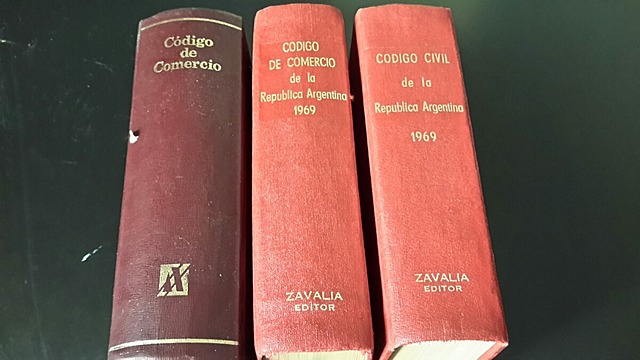 Código
de
Comercio
CODIGO
DE COMERCIO
de la
Republica Argentina
1969
ZAVALIA
EDITOR
CODIGO CIVIL
de la
Republica Argentina
1969
ZAVALIA
EDITOR